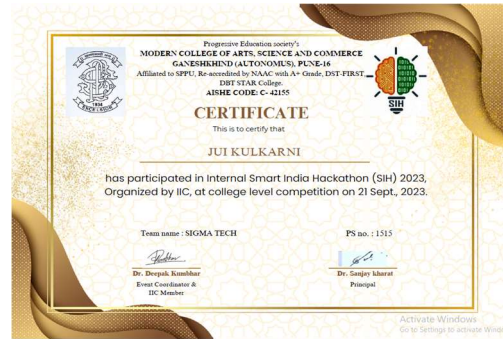 Progressive Education society's
MODERN COLLEGE OF ARTS, SCIENCE AND COMMERCE
GANESHKHIND (AUTONOMUS), PUNE-16
Affiliated to SPPU, Re-accredited by NAAC with A+ Grade, DST-FIRST,
DBT STAR College.
AISHE CODE: C- 42155
1934
SIH
CERTIFICATE
This is to certify that
JUI KULKARNI
has participated in Internal Smart India Hackathon (SIH) 2023,
Organized by IIC, at college level competition on 21 Sept., 2023.
Team name : SIGMA TECH
PS no. : 1515
Dr. Deepak Kumbhar
Dr. Sanjay kharat
Event Coordinator &
Principal
IIC Member
Activate Windows
Go to Settings to activate Wind